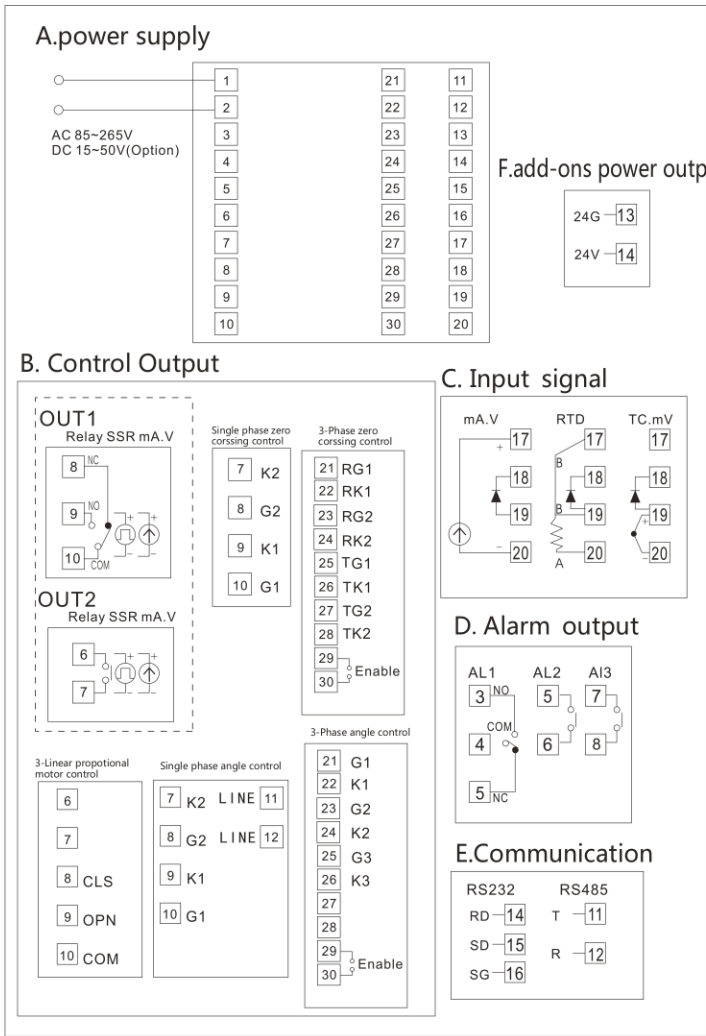 A.power supply
1 21 11
2 22 12
AC 85~265V
DC 15~50V(Option)
3 23 13
4 24 14
5 25 15
6 26 16
7 27 17
8 28 18
9 29 19
10 30 20
F.add-ons power outp
24G 13
24V 14
B. Control Output
OUT1
Relay SSR mA.V
8 NC
9 NO
10 COM
+ +
- -
OUT2
Relay SSR mA.V
6
7
+ +
- -
Single phase zero
corssing control
7 K2
8 G2
9 K1
10 G1
3-Phase zero
corssing control
21 RG1
22 RK1
23 RG2
24 RK2
25 TG1
26 TK1
27 TG2
28 TK2
29
30
Enable
3-Linear propotional
motor control
6
7
8 CLS
9 OPN
10 COM
Single phase angle control
7 K2 LINE 11
8 G2 LINE 12
9 K1
10 G1
3-Phase angle control
21 G1
22 K1
23 G2
24 K2
25 G3
26 K3
27
28
29
30
Enable
C. Input signal
mA.V RTD TC.mV
+ 17 17 17
B
18 18 18
B
19 19 + 19
- 20 20 - 20
A
D. Alarm output
AL1 AL2 Al3
3 NO 5 7
COM
4 6 8
5 NC
E.Communication
RS232 RS485
RD 14 T 11
SD 15 R 12
SG 16